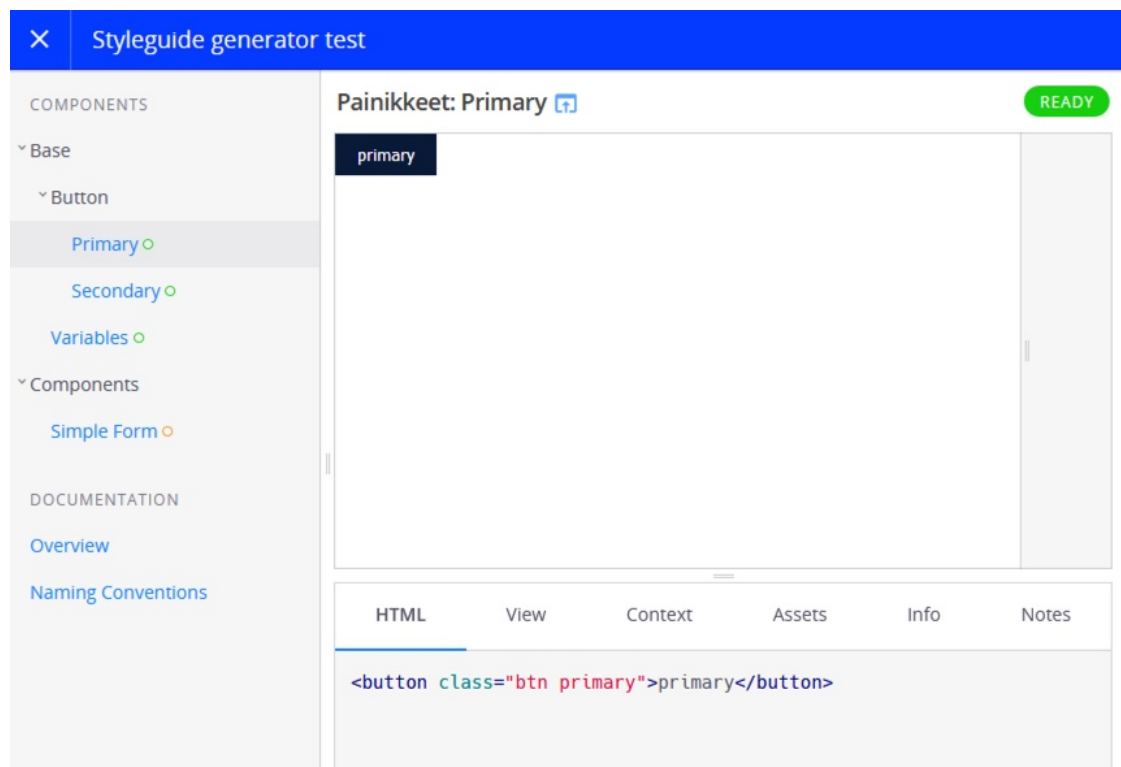 Styleguide generator test
COMPONENTS
Base
Button
Primary
Secondary
Variables
Components
Simple Form
DOCUMENTATION
Overview
Naming Conventions
Painikkeet: Primary
READY
primary
HTML View Context Assets Info Notes
<button class="btn primary">primary</button>